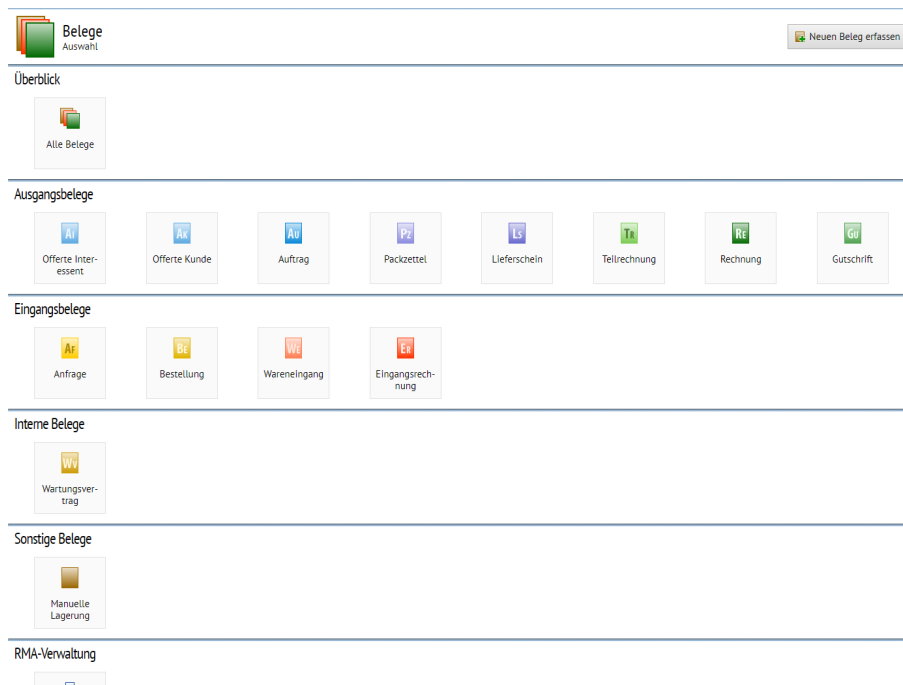 Belege
Auswahl
Neuen Beleg erfassen
Überblick
Alle Belege
Ausgangsbelege
AI
AK
AU
PZ
LS
TR
RE
GU
Offerte Inter-
essent
Offerte Kunde
Auftrag
Packzettel
Lieferschein
Teilrechnung
Rechnung
Gutschrift
Eingangsbelege
AF
BE
WE
ER
Anfrage
Bestellung
Wareneingang
Eingangsrech-
nung
Interne Belege
WV
Wartungsver-
trag
Sonstige Belege
Manuelle
Lagerung
RMA-Verwaltung